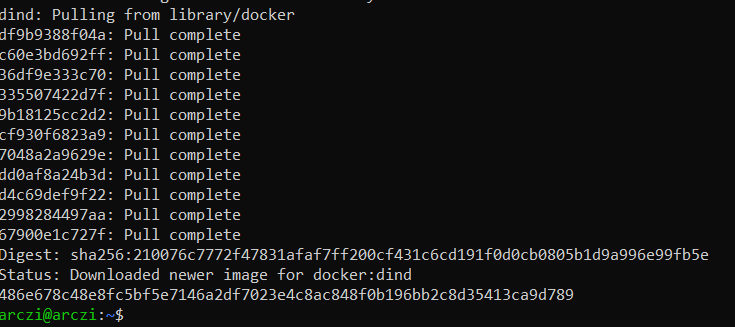 dind: Pulling from library/docker
df9b9388f04a: Pull complete
c60e3bd692ff: Pull complete
36df9e333c70: Pull complete
335507422d7f: Pull complete
9b18125cc2d2: Pull complete
cf930f6823a9: Pull complete
7048a2a9629e: Pull complete
dd0af8a24b3d: Pull complete
d4c69def9f22: Pull complete
2998284497aa: Pull complete
67900e1c727f: Pull complete
Digest: sha256:210076c7772f47831afaf7ff200cf431c6cd191f0d0cb0805b1d9a996e99fb5e
Status: Downloaded newer image for docker:dind
486e678c48e8fc5bf5e7146a2df7023e4c8ac848f0b196bb2c8d35413ca9d789
arczi@arczi:~$